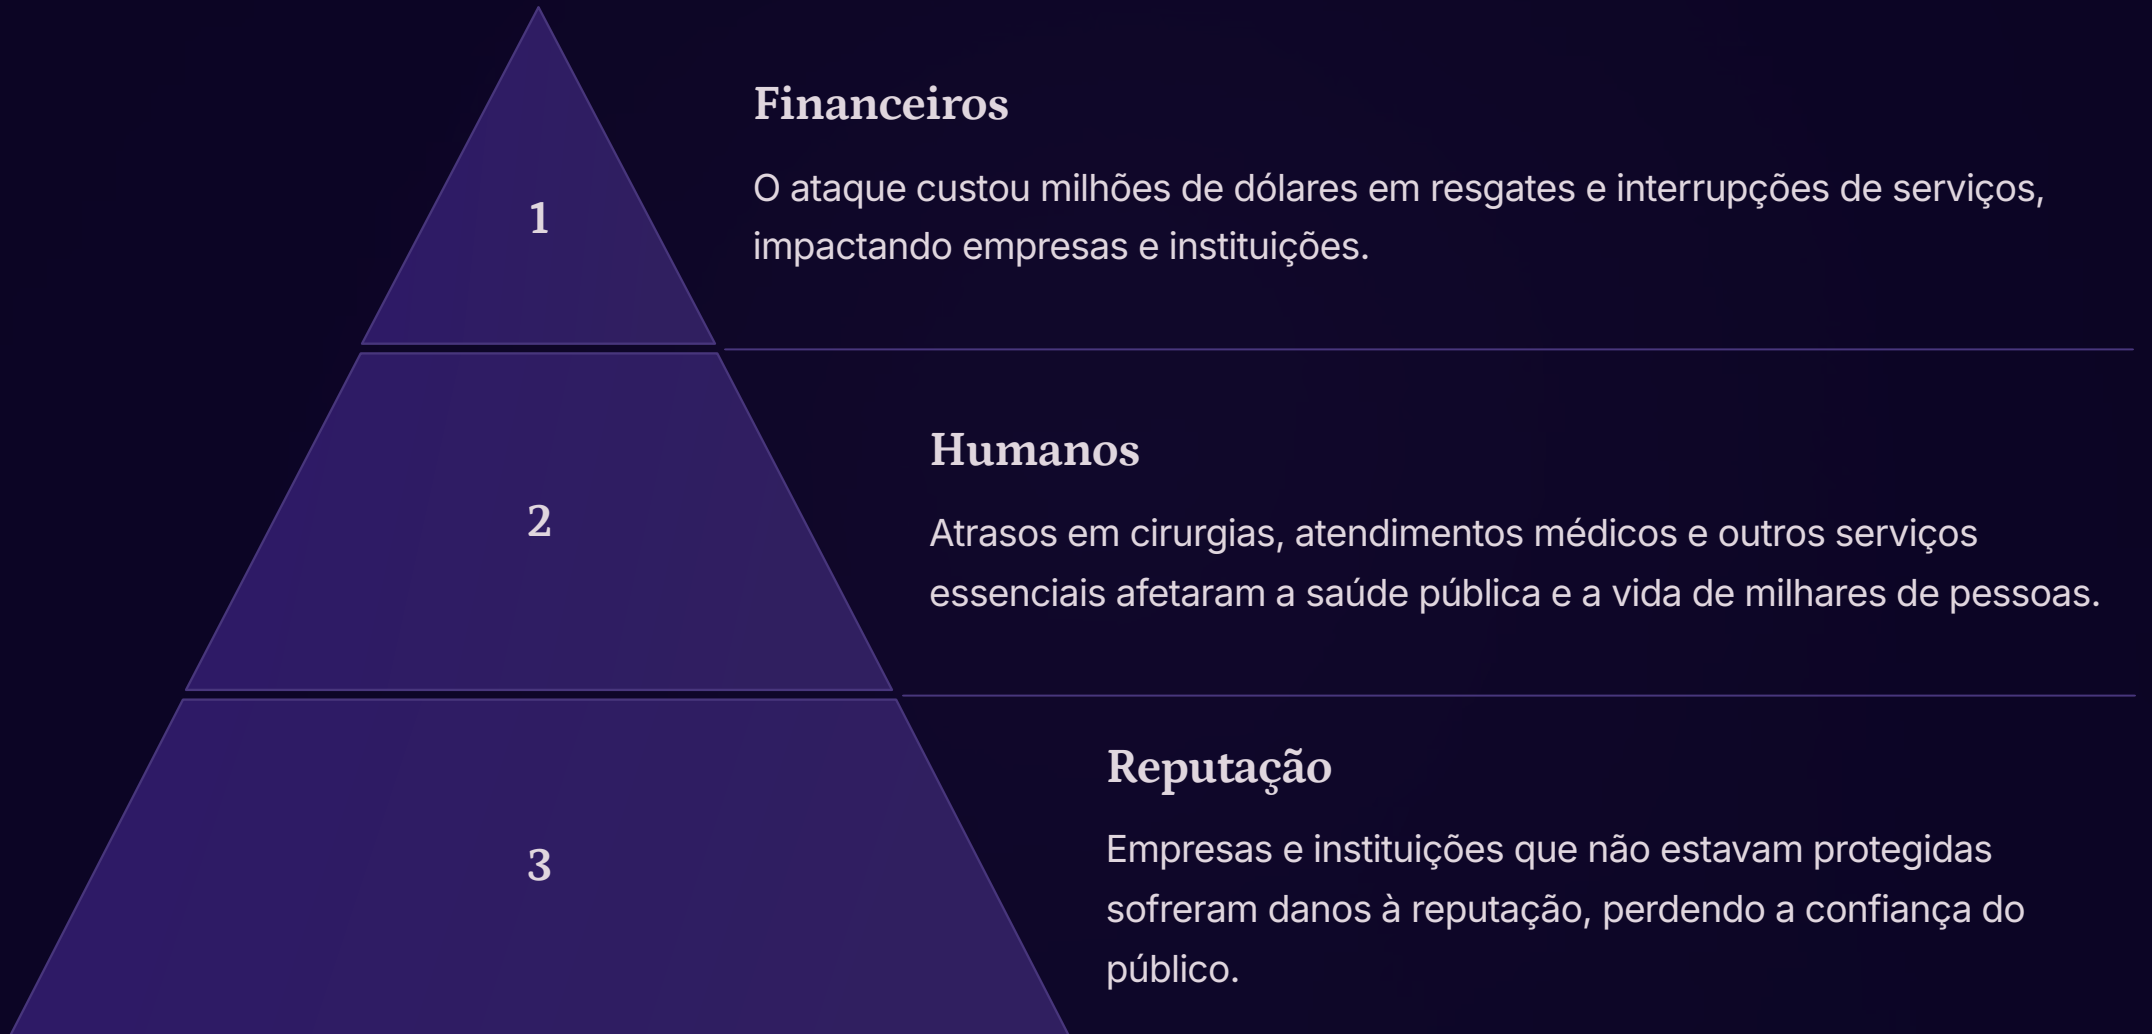 1
Financeiros
O ataque custou milhões de dólares em resgates e interrupções de serviços,
impactando empresas e instituições.
2
Humanos
Atrasos em cirurgias, atendimentos médicos e outros serviços
essenciais afetaram a saúde pública e a vida de milhares de pessoas.
3
Reputação
Empresas e instituições que não estavam protegidas
sofreram danos à reputação, perdendo a confiança do
público.